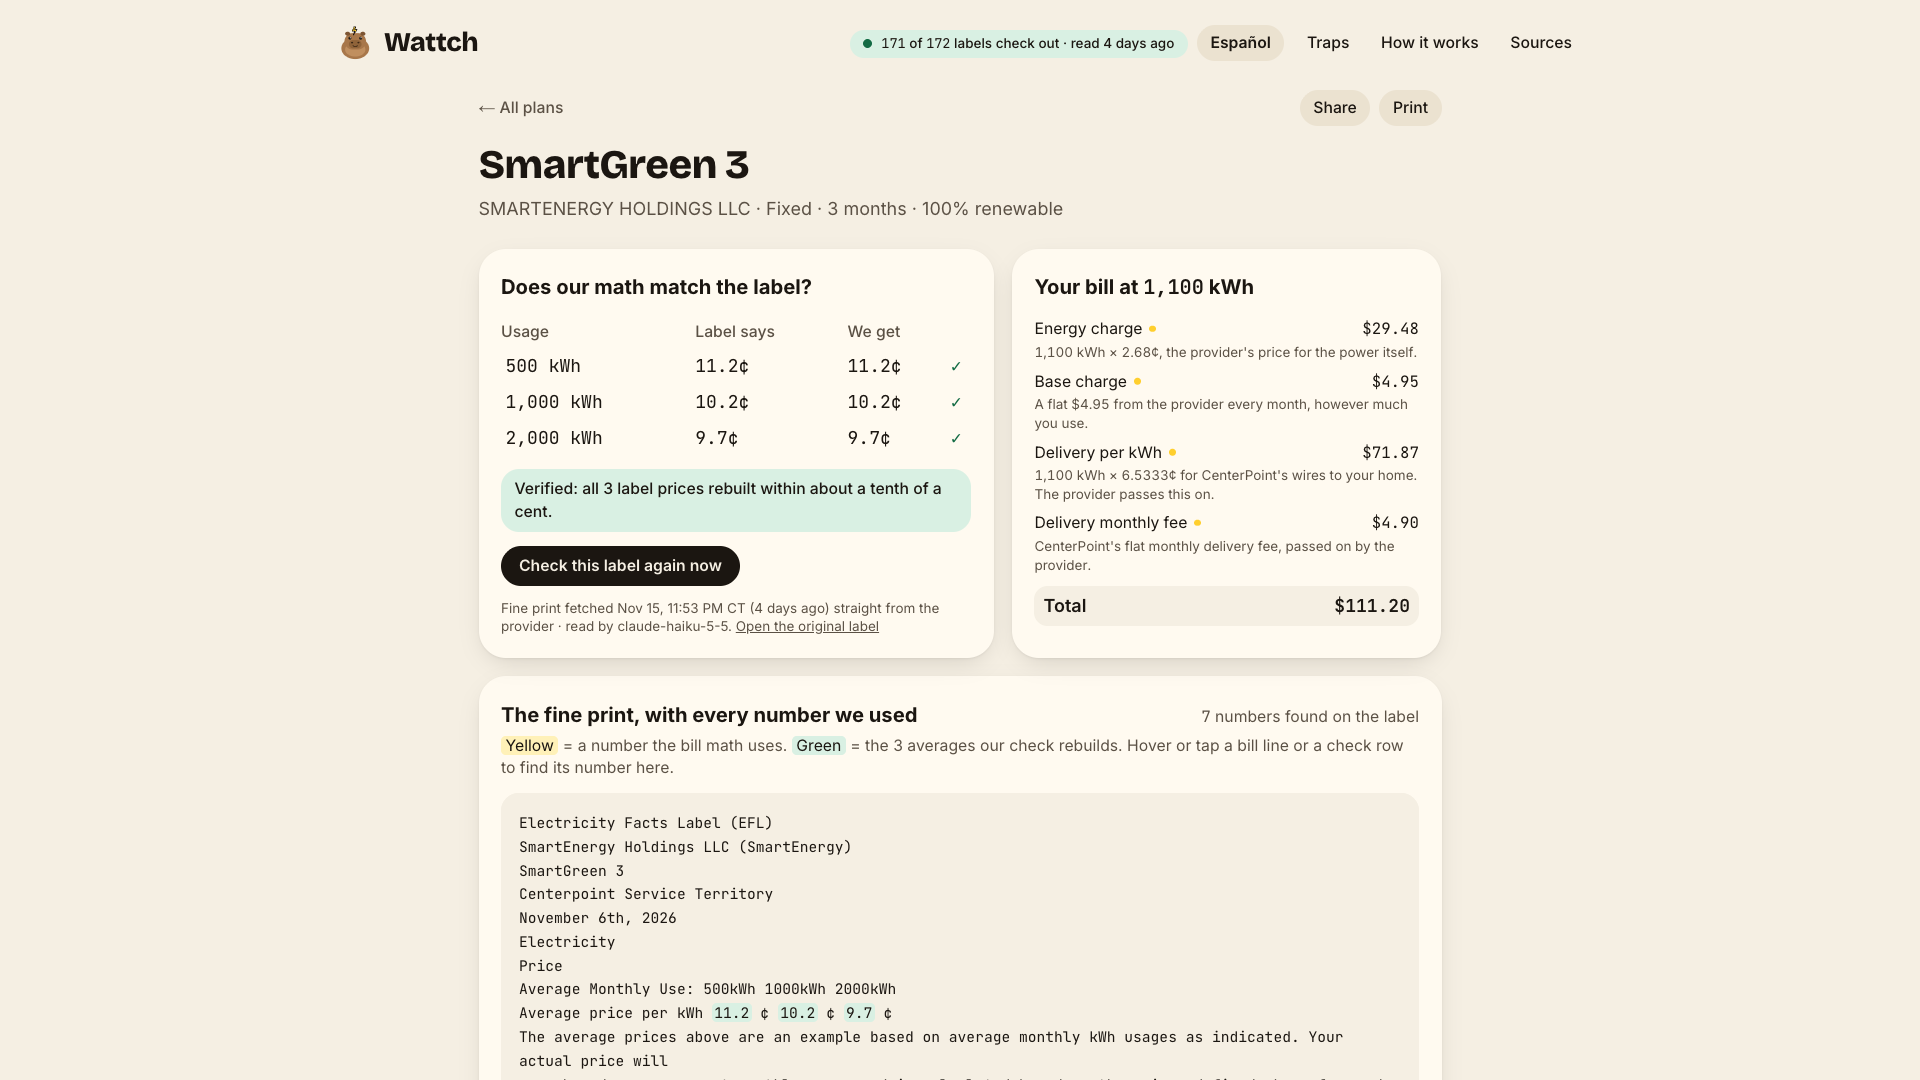 Wattch
171 of 172 labels check out · read 4 days ago
Español
Traps
How it works
Sources
← All plans
Share
Print
SmartGreen 3
SMARTENERGY HOLDINGS LLC · Fixed · 3 months · 100% renewable
Does our math match the label?
Usage Label says We get
500 kWh 11.2¢ 11.2¢ ✓
1,000 kWh 10.2¢ 10.2¢ ✓
2,000 kWh 9.7¢ 9.7¢ ✓
Verified: all 3 label prices rebuilt within about a tenth of a
cent.
Check this label again now
Fine print fetched Nov 15, 11:53 PM CT (4 days ago) straight from the
provider · read by claude-haiku-5-5. Open the original label
Your bill at 1,100 kWh
Energy charge $29.48
1,100 kWh × 2.68¢, the provider's price for the power itself.
Base charge $4.95
A flat $4.95 from the provider every month, however much
you use.
Delivery per kWh $71.87
1,100 kWh × 6.5333¢ for CenterPoint's wires to your home.
The provider passes this on.
Delivery monthly fee $4.90
CenterPoint's flat monthly delivery fee, passed on by the
provider.
Total $111.20
The fine print, with every number we used
7 numbers found on the label
Yellow = a number the bill math uses. Green = the 3 averages our check rebuilds. Hover or tap a bill line or a check row
to find its number here.
Electricity Facts Label (EFL)
SmartEnergy Holdings LLC (SmartEnergy)
SmartGreen 3
Centerpoint Service Territory
November 6th, 2026
Electricity
Price
Average Monthly Use: 500kWh 1000kWh 2000kWh
Average price per kWh 11.2 ¢ 10.2 ¢ 9.7 ¢
The average prices above are an example based on average monthly kWh usages as indicated. Your
actual price will